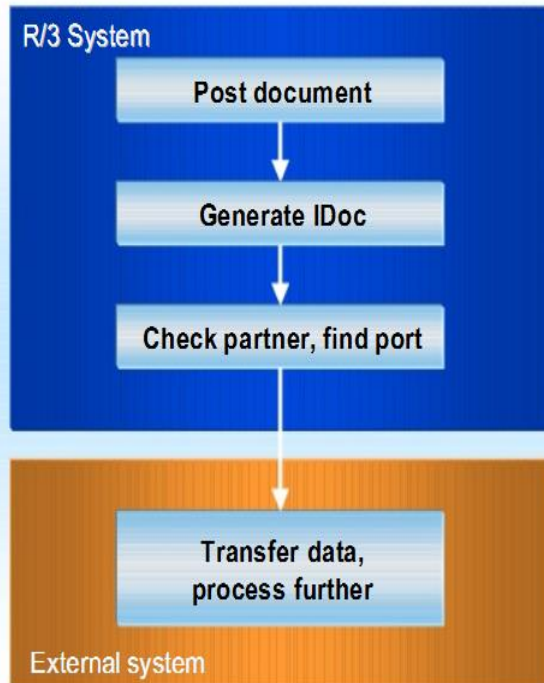 R/3 System
Post document
Generate IDoc
Check partner, find port
Transfer data,
process further
External system